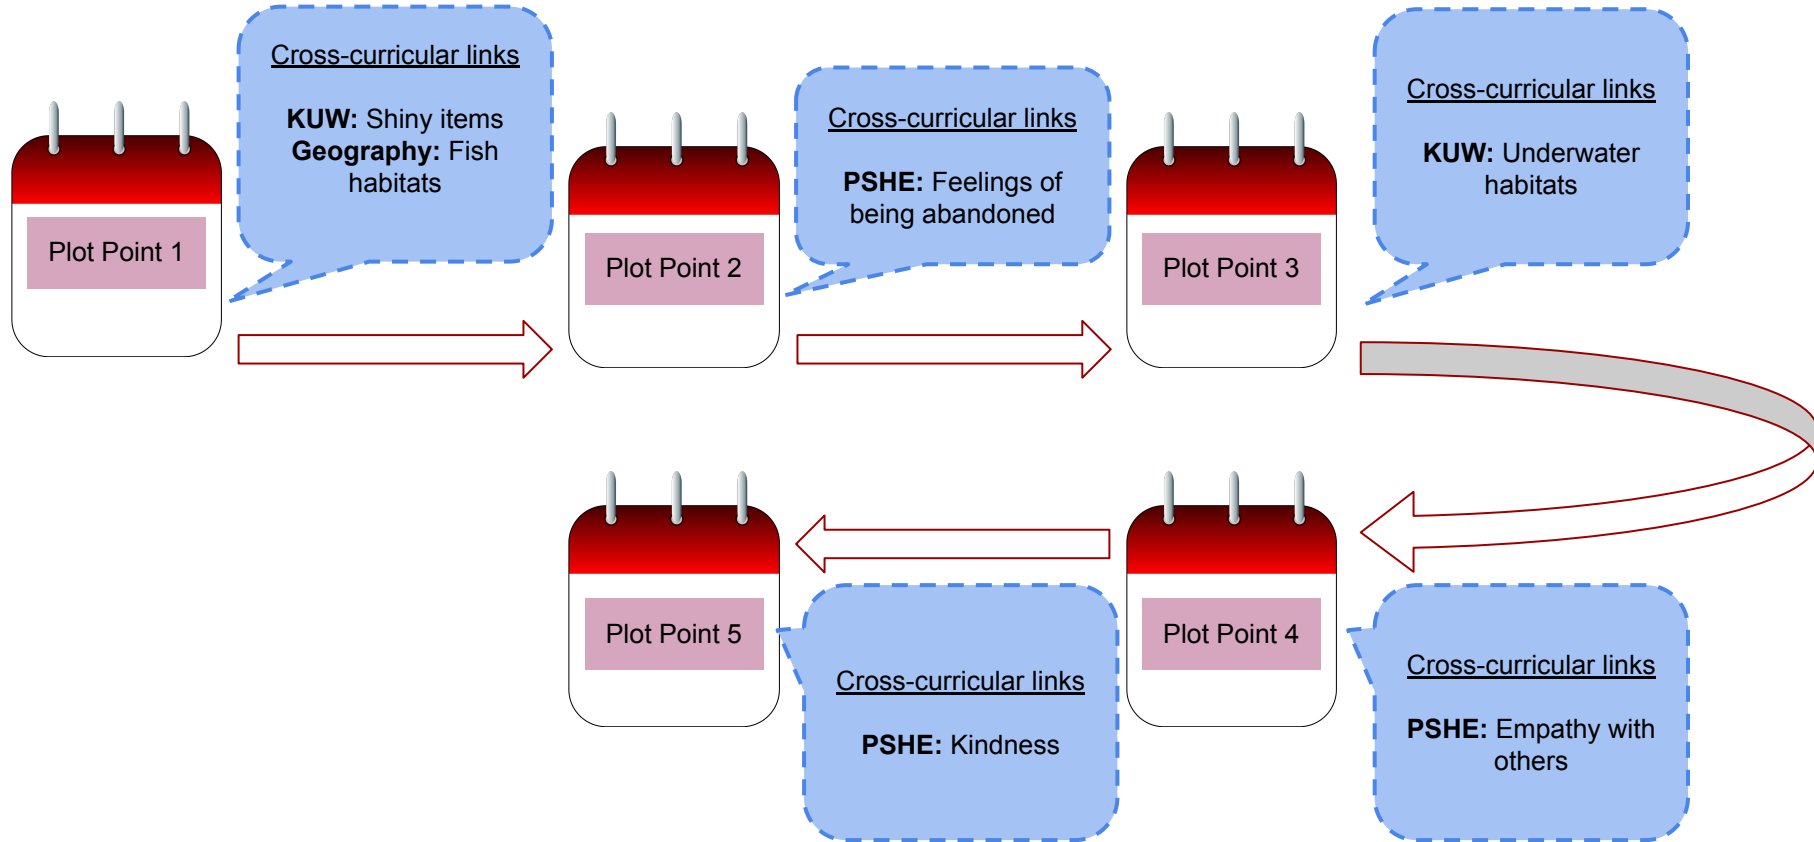 Plot Point 1
Cross-curricular links
KUW: Shiny items
Geography: Fish
habitats
Plot Point 2
Cross-curricular links
PSHE: Feelings of
being abandoned
Plot Point 3
Cross-curricular links
KUW: Underwater
habitats
Plot Point 4
Cross-curricular links
PSHE: Empathy with
others
Plot Point 5
Cross-curricular links
PSHE: Kindness